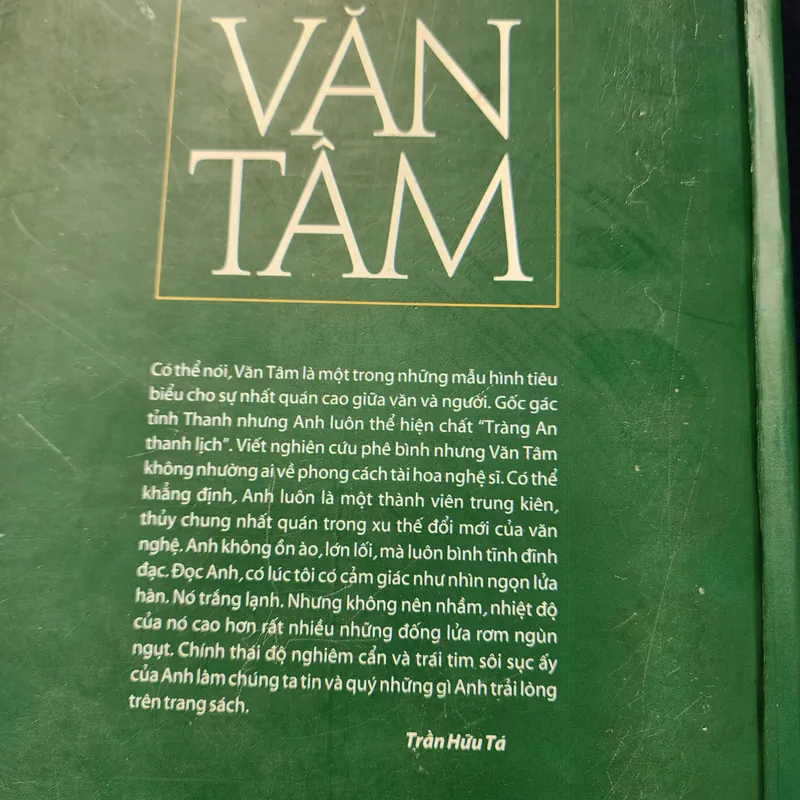 VĂN
TÂM
Có thể nói, Văn Tâm là một trong những mẫu hình tiêu
biểu cho sự nhất quán cao giữa văn và người. Gốc gác
tỉnh Thanh nhưng Anh luôn thể hiện chất “Tràng An
thanh lịch”. Viết nghiên cứu phê bình nhưng Văn Tâm
không nhường ai về phong cách tài hoa nghệ sĩ. Có thể
khẳng định, Anh luôn là một thành viên trung kiên,
thủy chung nhất quán trong xu thế đổi mới của văn
nghệ. Anh không ồn ào, lớn lối, mà luôn bình tĩnh đĩnh
đạc. Đọc Anh, có lúc tôi có cảm giác như nhìn ngọn lửa
hàn. Nó trắng lạnh. Nhưng không nên nhầm, nhiệt độ
của nó cao hơn rất nhiều những đống lửa rơm ngùn
ngụt. Chính thái độ nghiêm cẩn và trái tim sôi sục ấy
của Anh làm chúng ta tin và quý những gì Anh trải lòng
trên trang sách.
Trần Hữu Tá